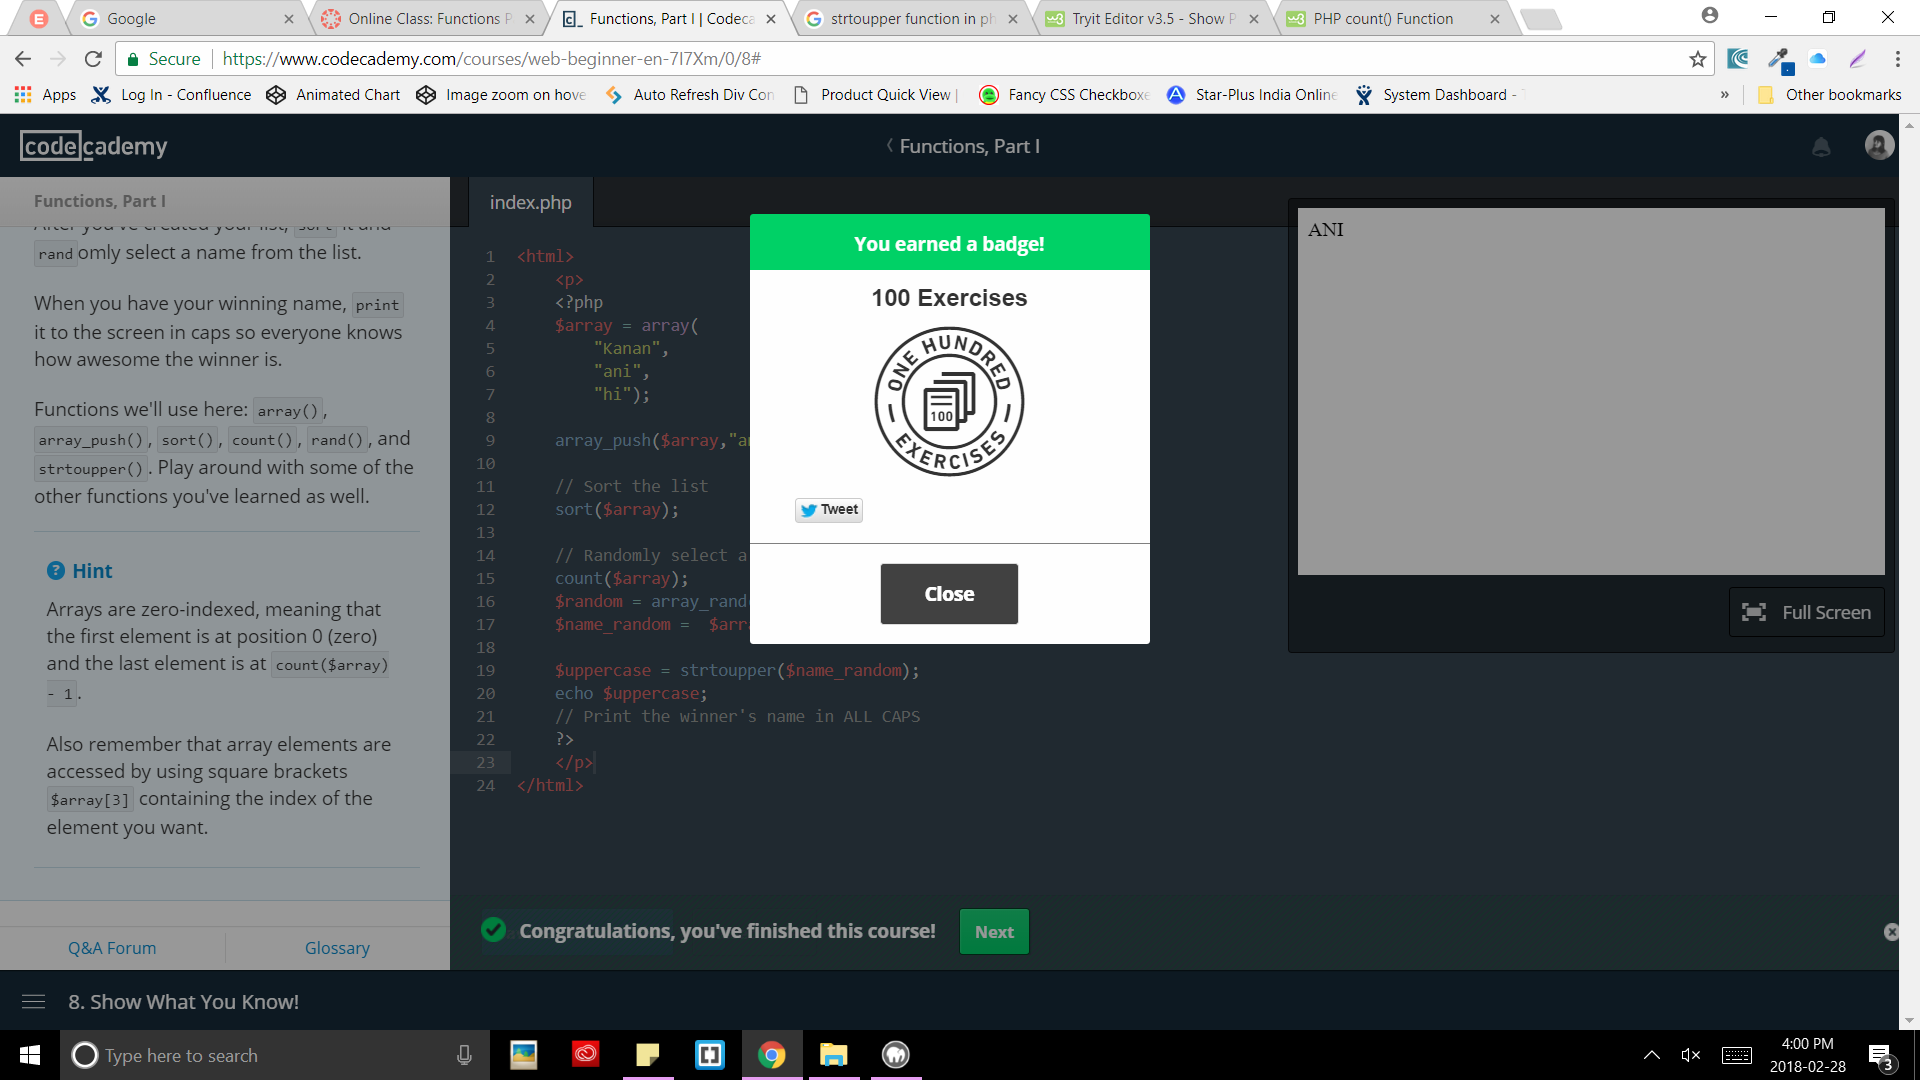 Google
Online Class: Functions P
Functions, Part I | Codeca
strtoupper function in ph
Tryit Editor v3.5 - Show P
PHP count() Function
Secure
https://www.codecademy.com/courses/web-beginner-en-7I7Xm/0/8#
Apps
Log In - Confluence
Animated Chart
Image zoom on hove
Auto Refresh Div Con
Product Quick View |
Fancy CSS Checkboxe
Star-Plus India Online
System Dashboard -
»
Other bookmarks
codecademy
Functions, Part I
Functions, Part I
After you've created your list, sort it and
randomly select a name from the list.
When you have your winning name, print
it to the screen in caps so everyone knows
how awesome the winner is.
Functions we'll use here: array(),
array_push(), sort(), count(), rand(), and
strtoupper(). Play around with some of the
other functions you've learned as well.
Hint
Arrays are zero-indexed, meaning that
the first element is at position 0 (zero)
and the last element is at count($array)
- 1.
Also remember that array elements are
accessed by using square brackets
$array[3] containing the index of the
element you want.
Q&A Forum
Glossary
index.php
1 <html>
2 <p>
3 <?php
4 $array = array(
5 "Kanan",
6 "ani",
7 "hi");
8
9 array_push($array,"an
10
11 // Sort the list
12 sort($array);
13
14 // Randomly select a
15 count($array);
16 $random = array_rand
17 $name_random = $arr
18
19 $uppercase = strtoupper($name_random);
20 echo $uppercase;
21 // Print the winner's name in ALL CAPS
22 ?>
23 </p>
24 </html>
You earned a badge!
100 Exercises
ONE HUNDRED
100
EXERCISES
Tweet
Close
ANI
Full Screen
Congratulations, you've finished this course!
Next
8. Show What You Know!
Type here to search
4:00 PM
2018-02-28
3